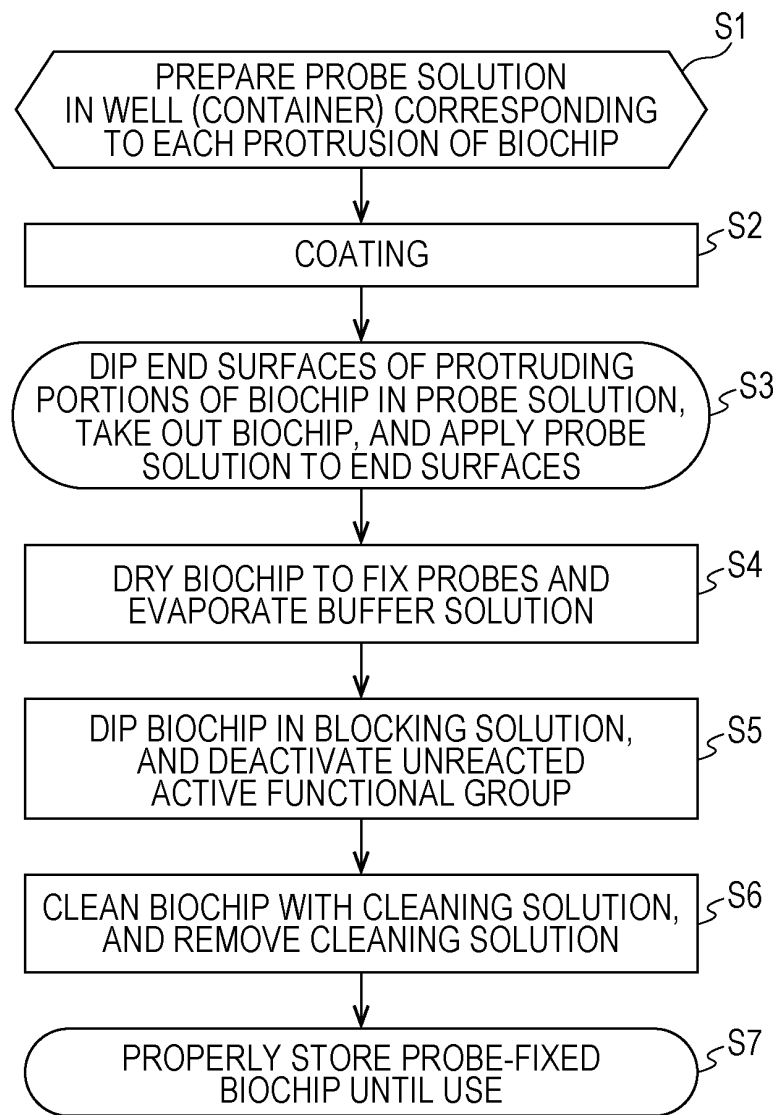 S1
PREPARE PROBE SOLUTION
IN WELL (CONTAINER) CORRESPONDING
TO EACH PROTRUSION OF BIOCHIP
S2
COATING
DIP END SURFACES OF PROTRUDING
PORTIONS OF BIOCHIP IN PROBE SOLUTION,
TAKE OUT BIOCHIP, AND APPLY PROBE
SOLUTION TO END SURFACES
S3
DRY BIOCHIP TO FIX PROBES AND
EVAPORATE BUFFER SOLUTION
S4
DIP BIOCHIP IN BLOCKING SOLUTION,
AND DEACTIVATE UNREACTED
ACTIVE FUNCTIONAL GROUP
S5
CLEAN BIOCHIP WITH CLEANING SOLUTION,
AND REMOVE CLEANING SOLUTION
S6
PROPERLY STORE PROBE-FIXED
BIOCHIP UNTIL USE
S7